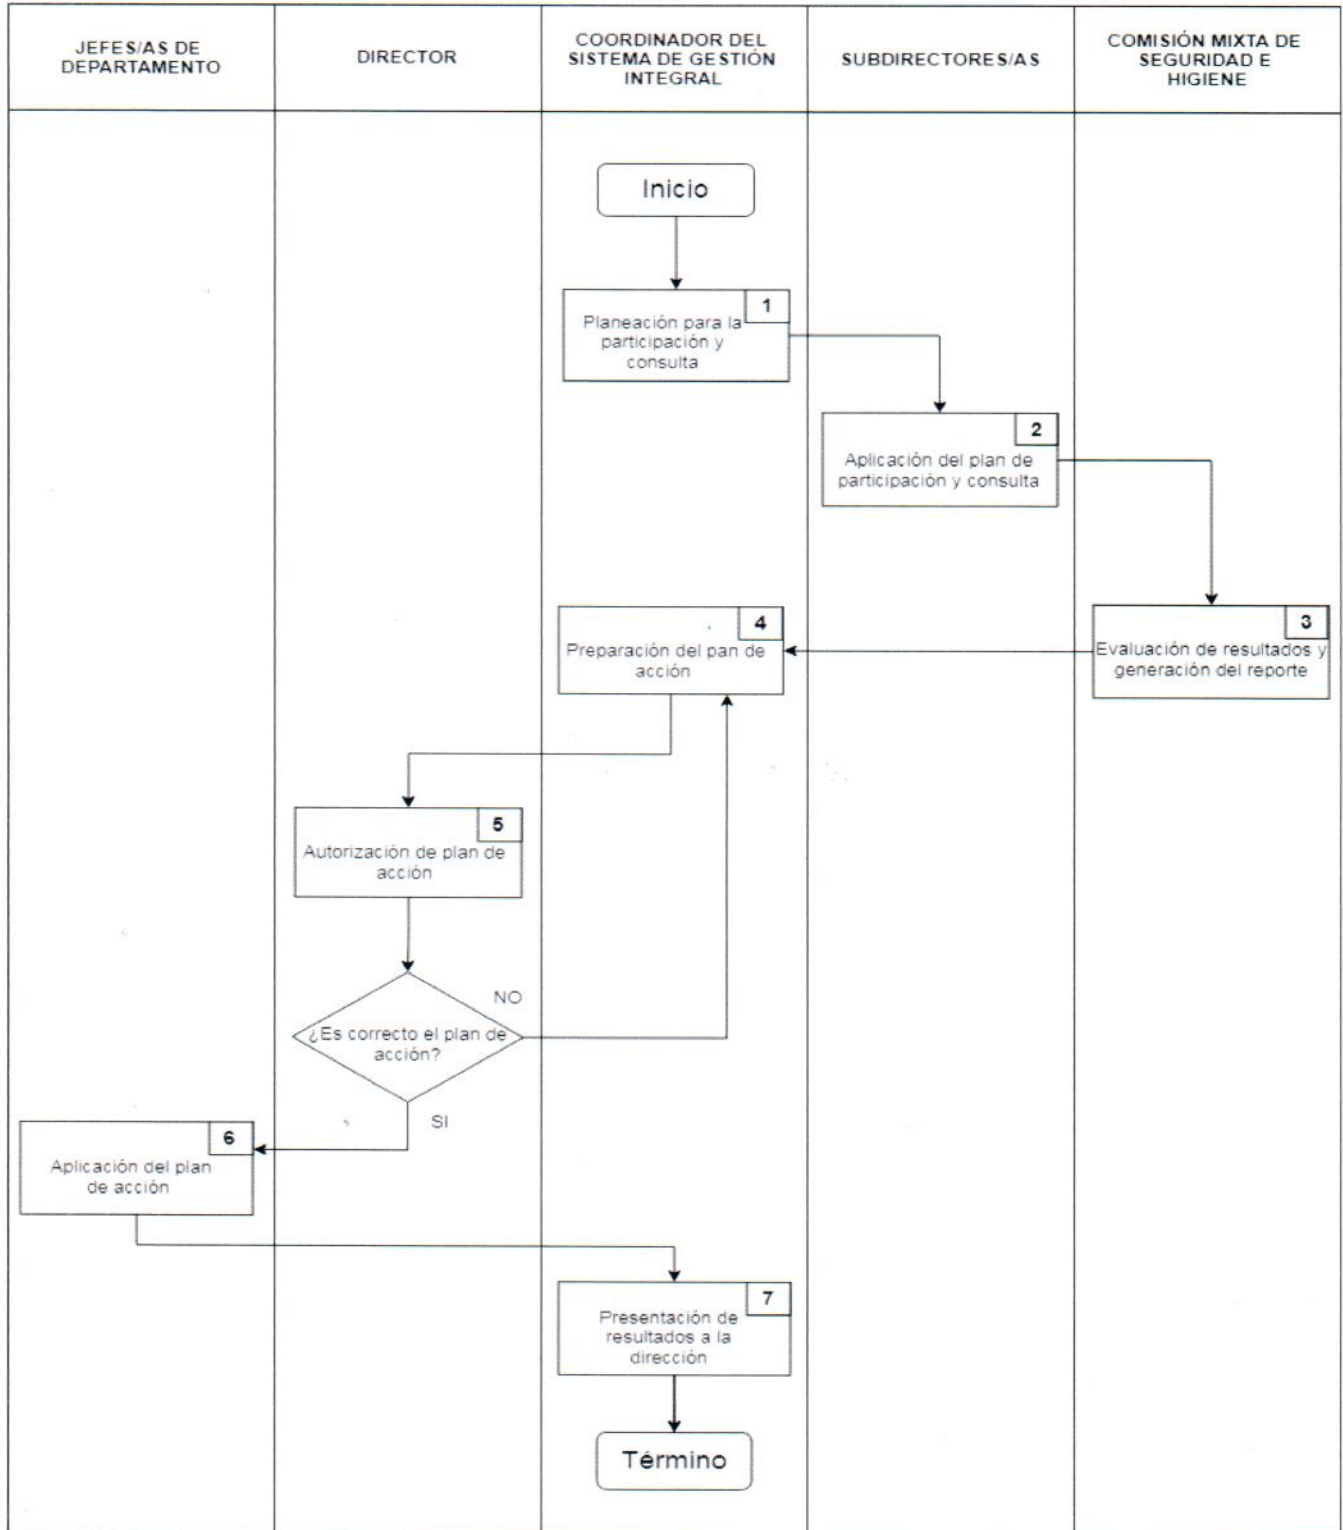 JEFES/AS DE
DEPARTAMENTO
DIRECTOR
COORDINADOR DEL
SISTEMA DE GESTIÓN
INTEGRAL
SUBDIRECTORES/AS
COMISIÓN MIXTA DE
SEGURIDAD E
HIGIENE
Inicio
1
Planeación para la
participación y
consulta
2
Aplicación del plan de
participación y consulta
3
Evaluación de resultados y
generación del reporte
4
Preparación del pan de
acción
5
Autorización de plan de
acción
¿Es correcto el plan de
acción?
NO
SI
6
Aplicación del plan
de acción
7
Presentación de
resultados a la
dirección
Término